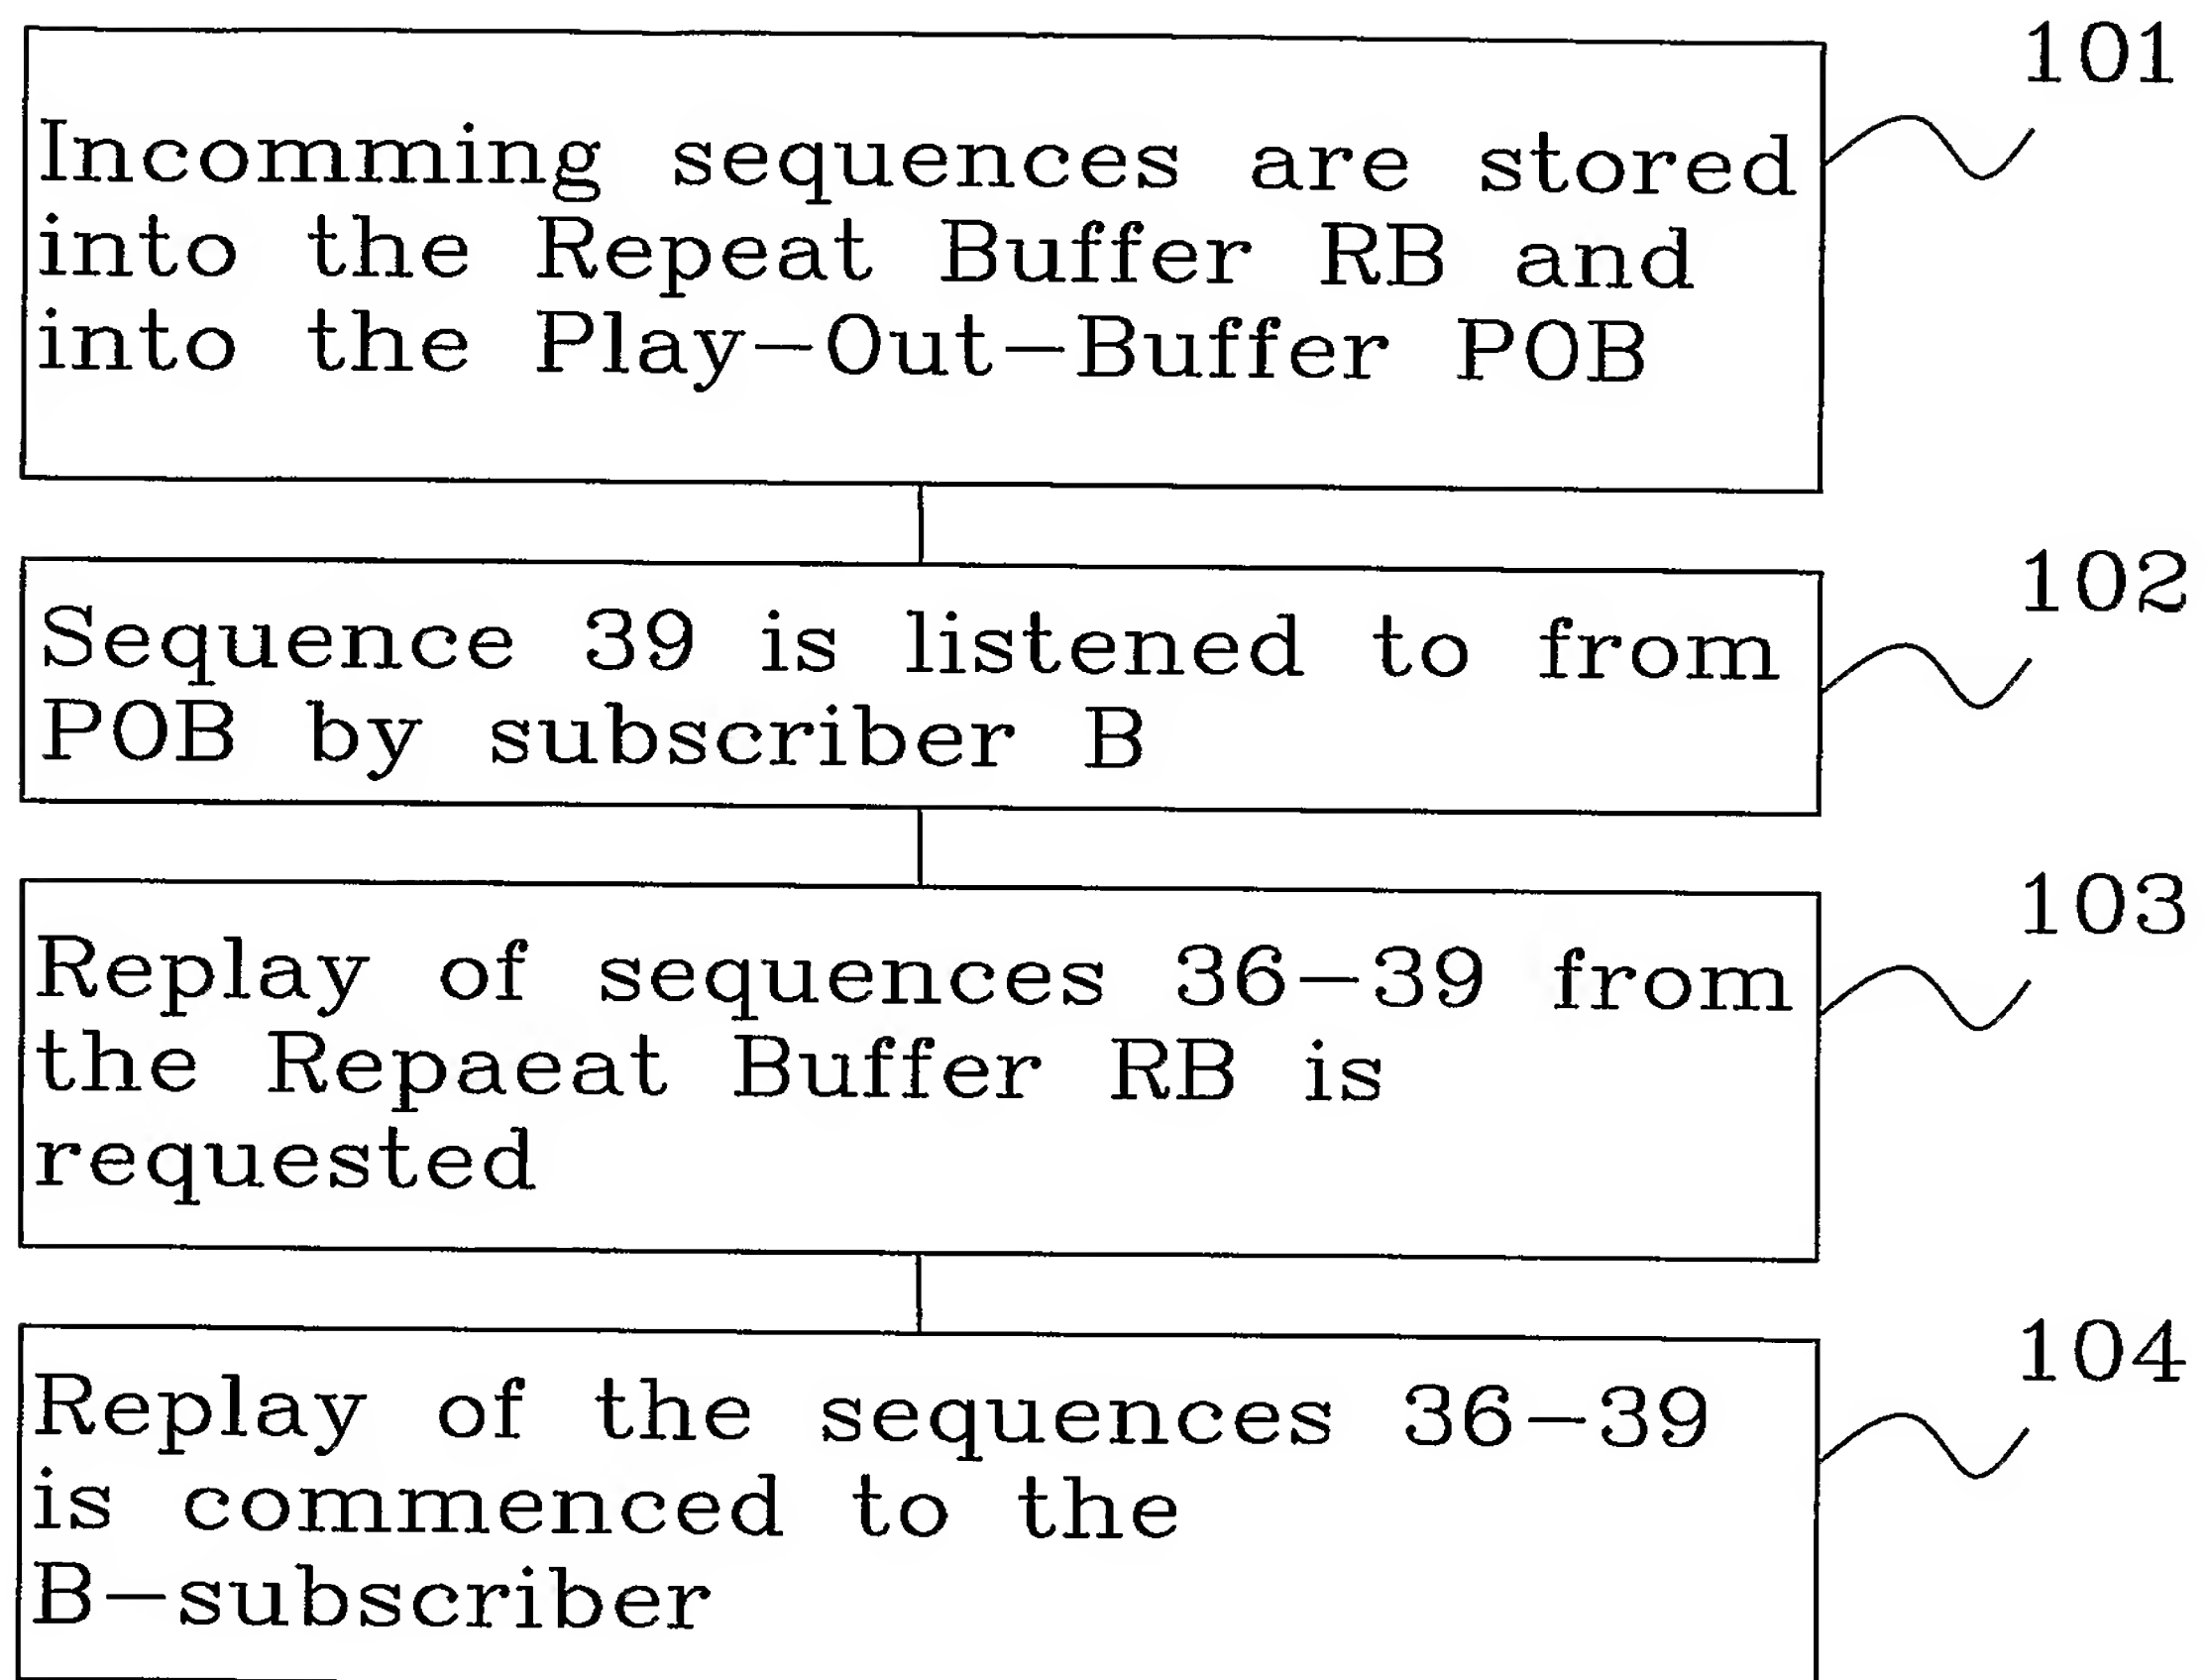 101
Incomming sequences are stored
into the Repeat Buffer RB and
into the Play-Out-Buffer POB
102
Sequence 39 is listened to from
POB by subscriber B
103
Replay of sequences 36-39 from
the Repaeat Buffer RB is
requested
104
Replay of the sequences 36-39
is commenced to the
B-subscriber